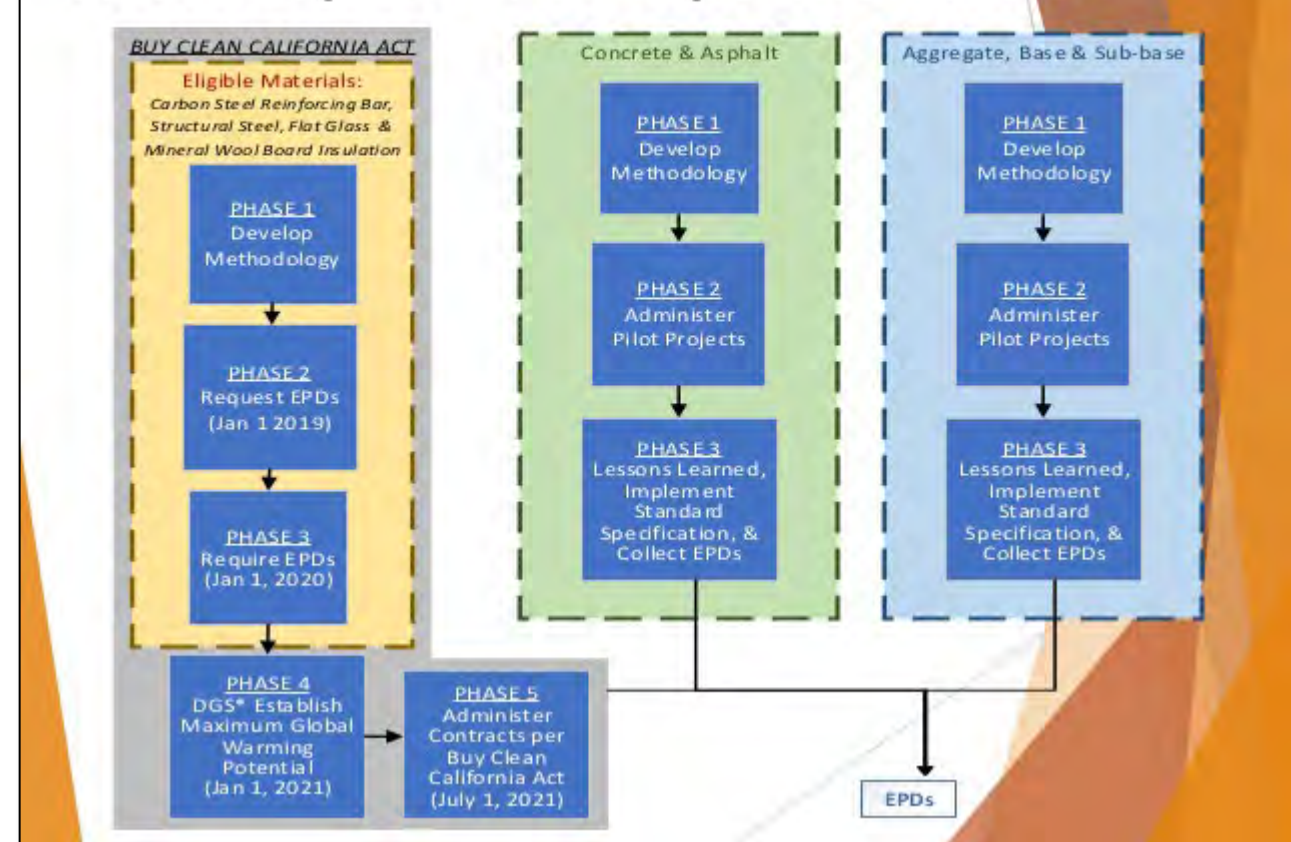 BUY CLEAN CALIFORNIA ACT
Eligible Materials:
Carbon Steel Reinforcing Bar,
Structural Steel, Flat Glass &
Mineral Wool Board Insulation
PHASE 1
Develop
Methodology
PHASE 2
Request EPDs
(Jan 1 2019)
PHASE 3
Require EPDs
(Jan 1, 2020)
PHASE 4
DGS* Establish
Maximum Global
Warming
Potential
(Jan 1, 2021)
PHASE 5
Administer
Contracts per
Buy Clean
California Act
(July 1, 2021)
Concrete & Asphalt
PHASE 1
Develop
Methodology
PHASE 2
Administer
Pilot Projects
PHASE 3
Lessons Learned,
Implement
Standard
Specification, &
Collect EPDs
Aggregate, Base & Sub-base
PHASE 1
Develop
Methodology
PHASE 2
Administer
Pilot Projects
PHASE 3
Lessons Learned,
Implement
Standard
Specification, &
Collect EPDs
EPDs